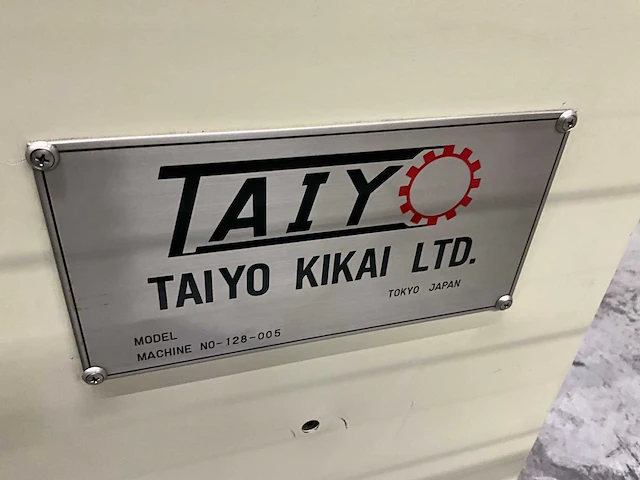 TAIYO
TAIYO KIKAI LTD.
TOKYO JAPAN
MODEL
MACHINE NO-128-005